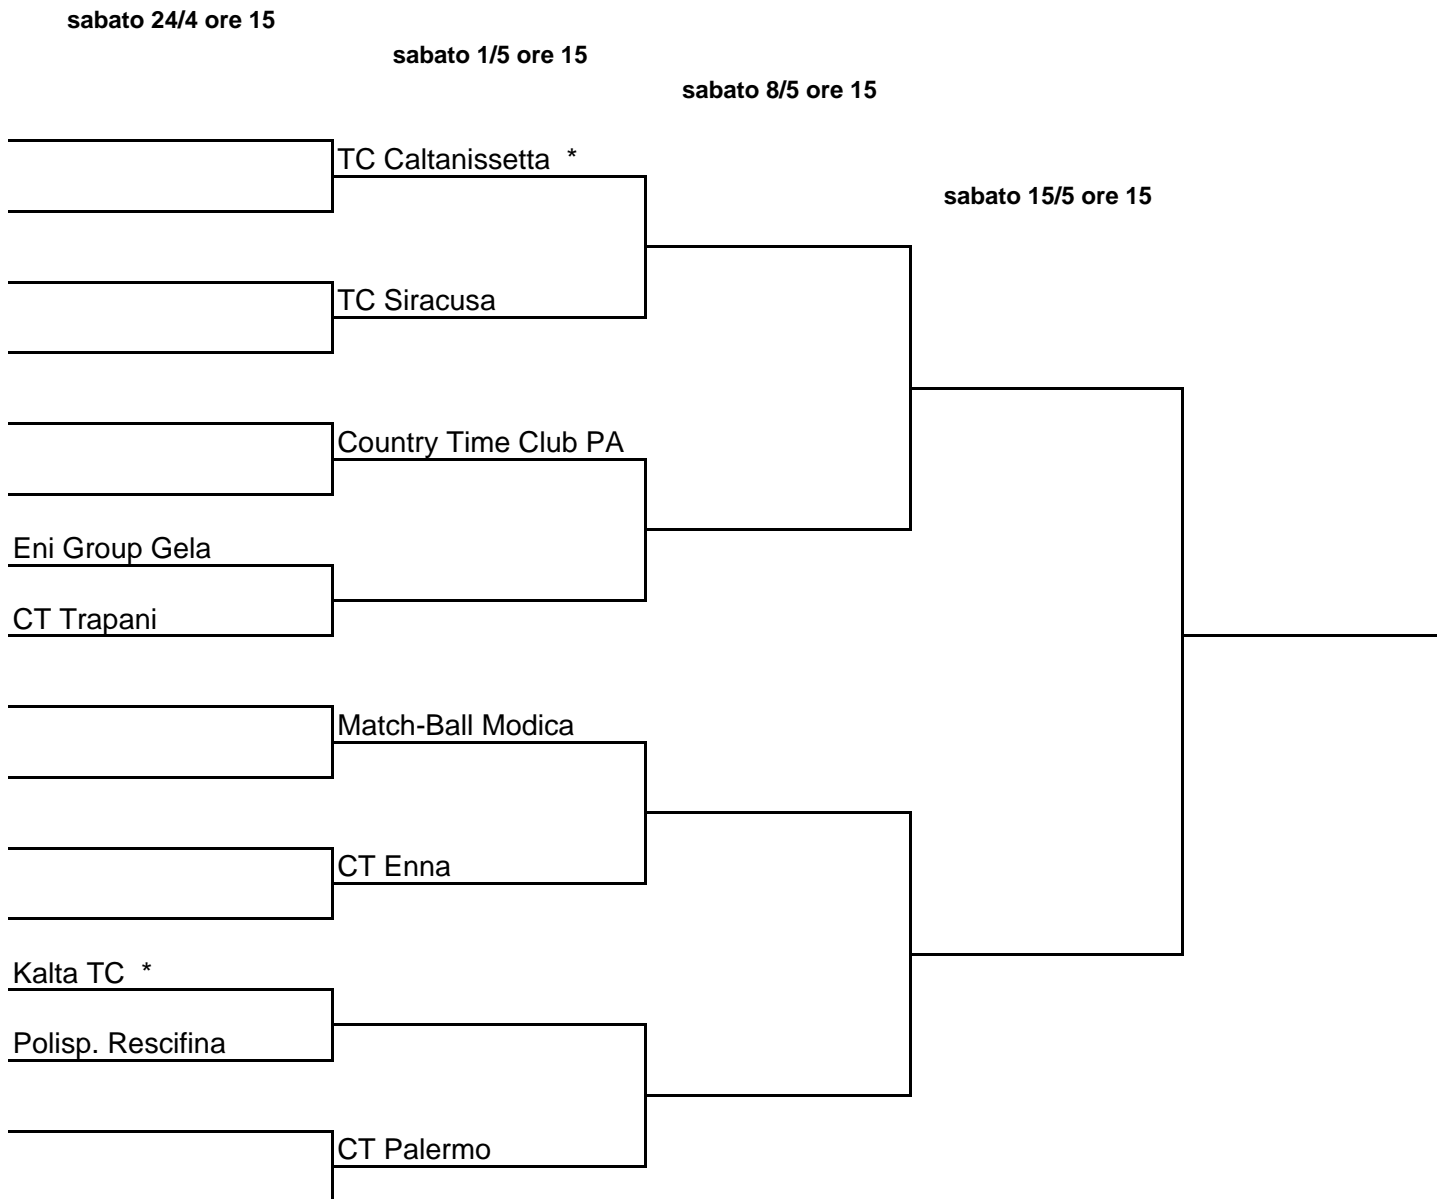 sabato 24/4 ore 15
sabato 1/5 ore 15
sabato 8/5 ore 15
TC Caltanissetta *
sabato 15/5 ore 15
TC Siracusa
Country Time Club PA
Eni Group Gela
CT Trapani
Match-Ball Modica
CT Enna
Kalta TC *
Polisp. Rescifina
CT Palermo